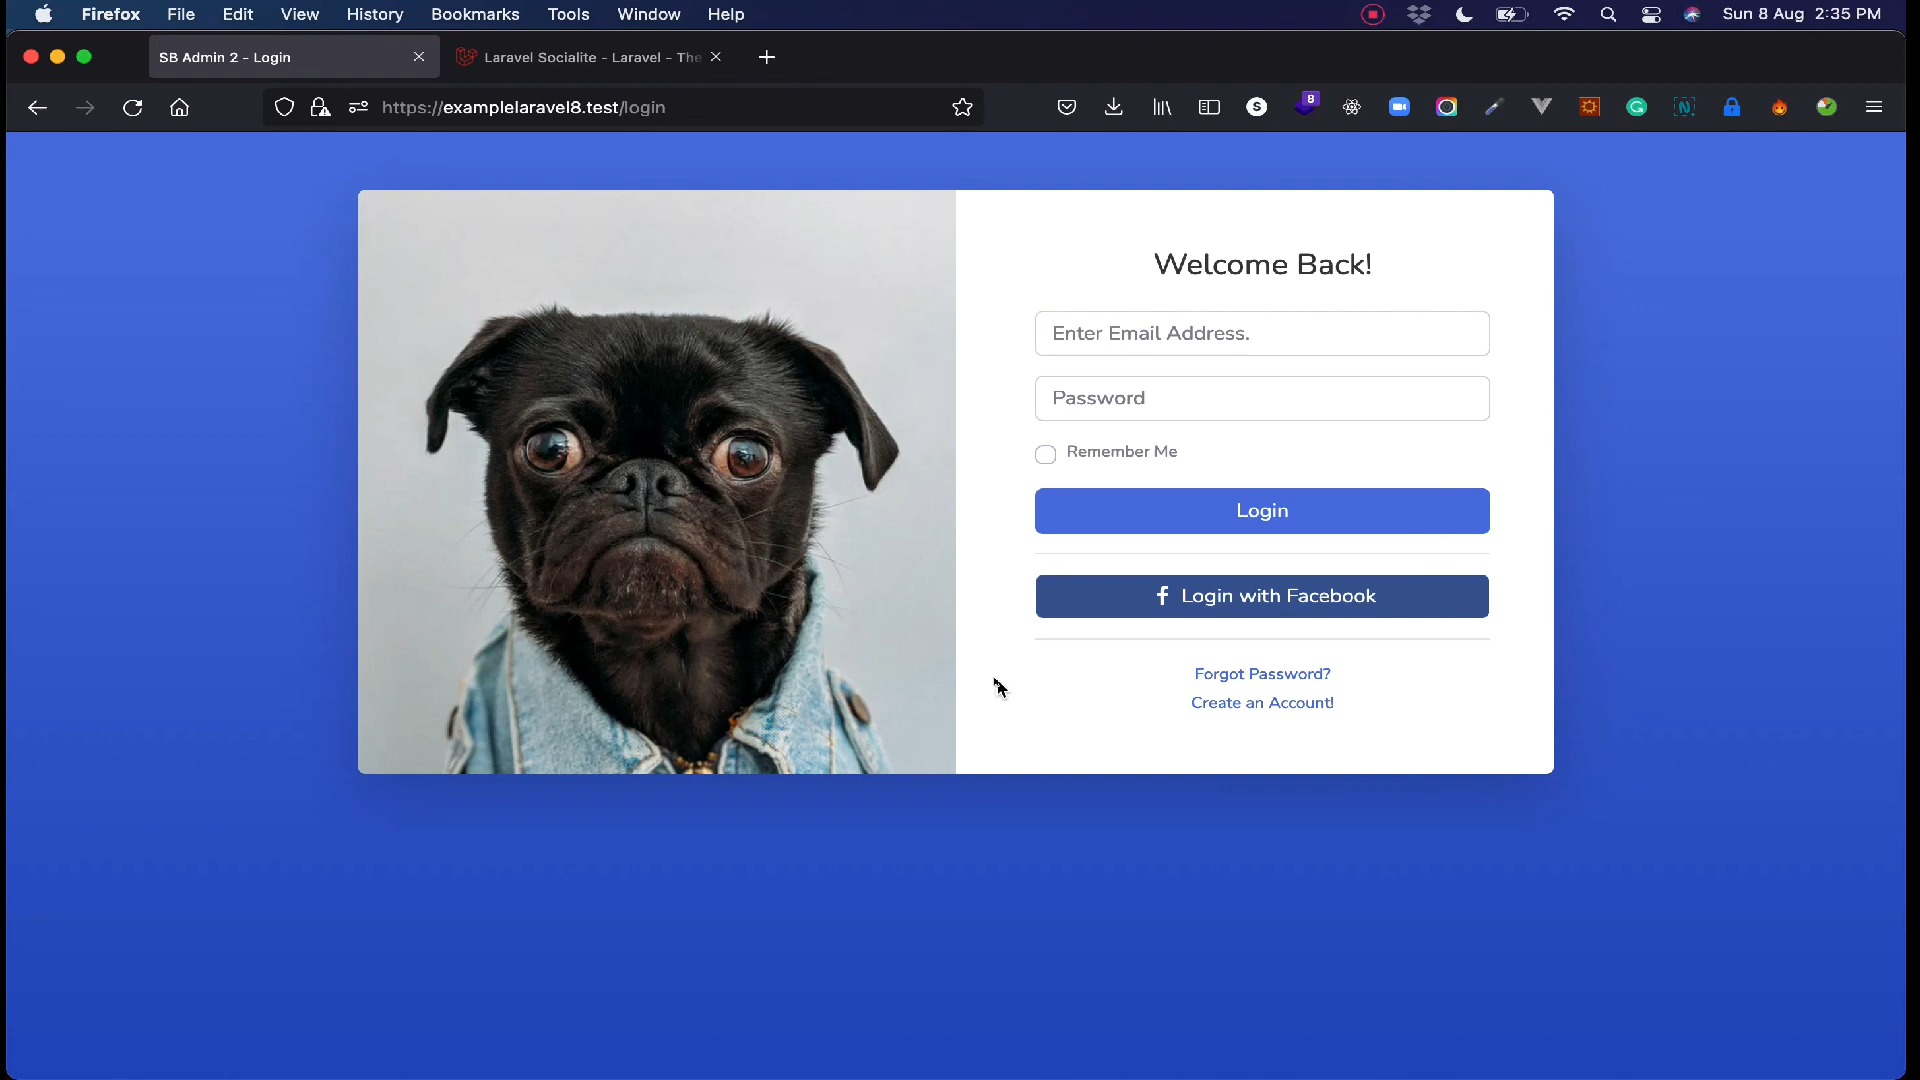 Firefox File Edit View History Bookmarks Tools Window Help Sun 8 Aug 2:35 PM
SB Admin 2 - Login Laravel Socialite - Laravel - The
https://examplelaravel8.test/login S 8 N
Welcome Back!
Enter Email Address.
Password
Remember Me
Login
f Login with Facebook
Forgot Password?
Create an Account!